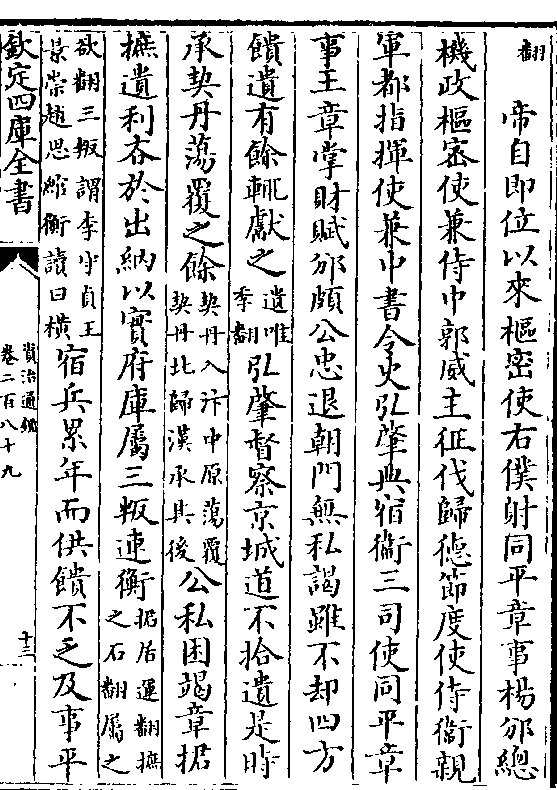 翻　帝自即位以來樞密使右僕射同平章事楊邠總
機政樞密使兼侍中郭威主征伐歸德節度使侍衛親
軍都指揮使兼中書令史弘肇典宿衛三司使同平章
事王章掌財賦邠頗公忠退朝門無私謁雖不却四方
饋遺有餘輒獻之遺唯季翻弘肇督察京城道不拾遺是時
承契丹蕩覆之餘契丹入汴中原蕩覆契丹北歸漢承其後公私困竭章捃
摭遺利吝於出納以實府庫屬三叛連衡捃居運翻摭之石翻屬之
欲翻三叛謂李守貞王景崇趙思綰衡讀曰橫宿兵累年而供饋不乏及事平
欽定四庫全書
資治通鑑
卷二百八十九
十三